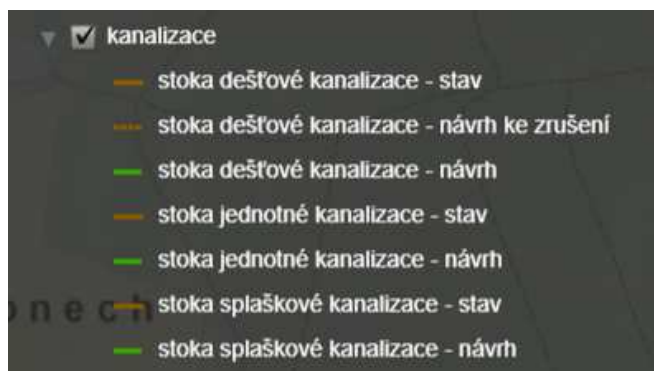 kanalizace
stoka dešťové kanalizace - stav
stoka dešťové kanalizace - návrh ke zrušení
stoka dešťové kanalizace - návrh
stoka jednotné kanalizace - stav
stoka jednotné kanalizace - návrh
stoka splaškové kanalizace - stav
onech
stoka splaškové kanalizace - návrh